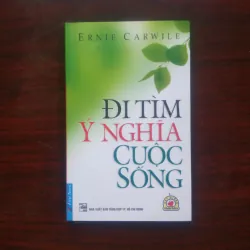 ERNIE CARWILE
ĐI TÌM
Ý NGHĨA
CUỘC
SỐNG